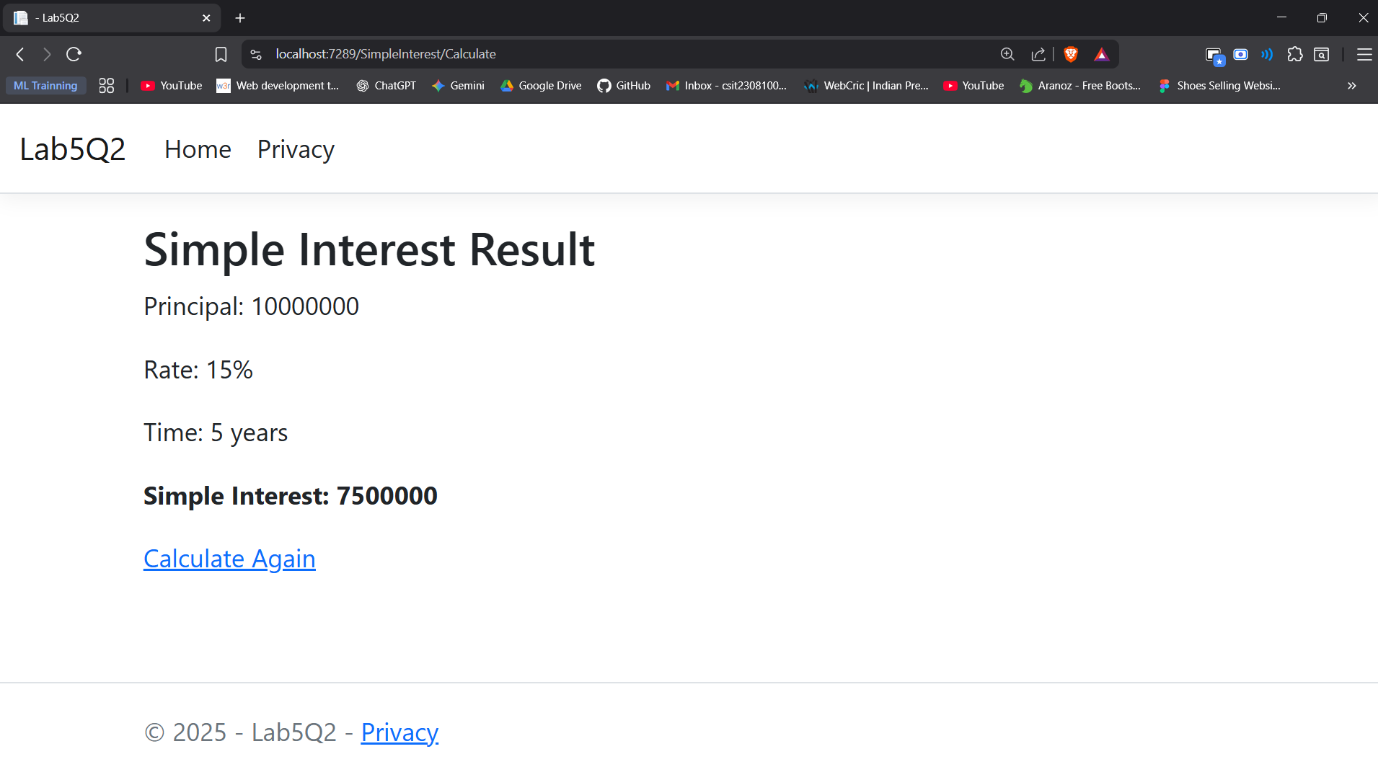 - Lab5Q2
localhost:7289/SimpleInterest/Calculate
ML Trainning YouTube Web development t... ChatGPT Gemini Google Drive GitHub Inbox - csit2308100... WebCric | Indian Pre... YouTube Aranoz - Free Boots... Shoes Selling Websi... »
Lab5Q2 Home Privacy
Simple Interest Result
Principal: 10000000
Rate: 15%
Time: 5 years
Simple Interest: 7500000
Calculate Again
© 2025 - Lab5Q2 - Privacy